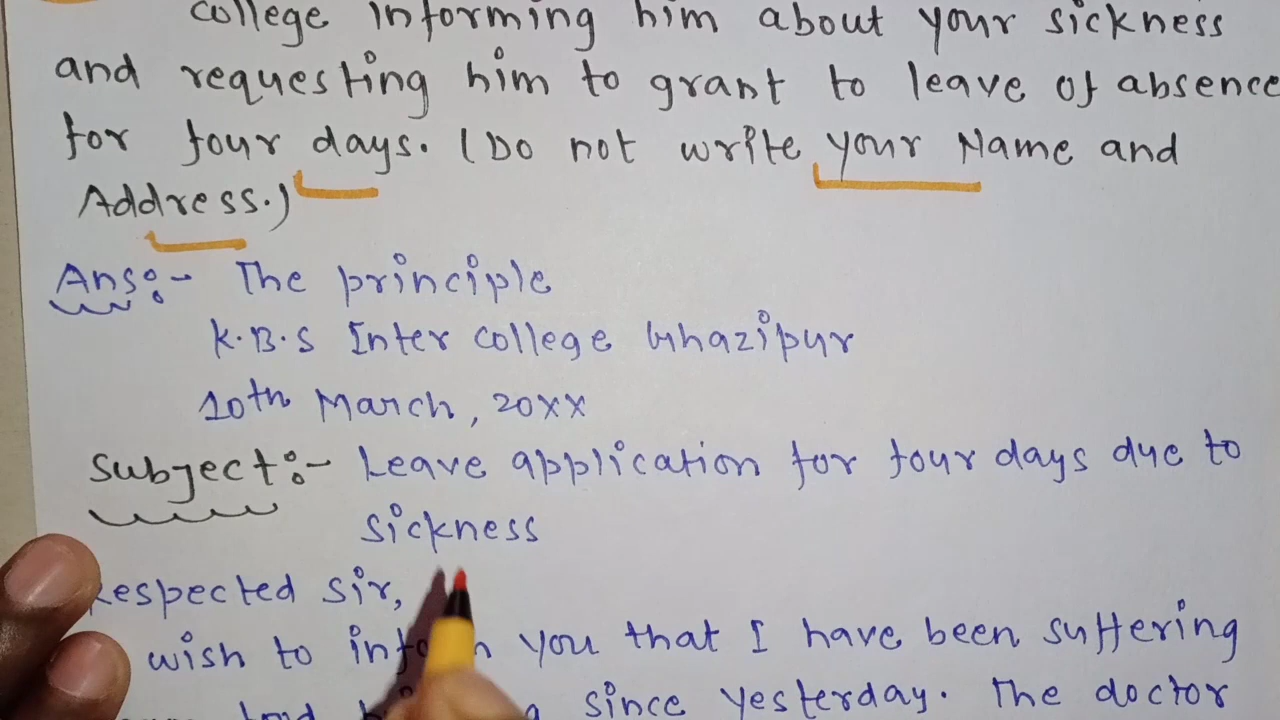 college informing him about your sickness
and requesting him to grant to leave of absence
for four days. (Do not write your Name and
Address.)
Ans:- The principle
K.B.S Inter college Ghazipur
10th March, 20xx
Subject:- Leave application for four days due to
sickness
Respected sir,
wish to inform you that I have been suffering
since yesterday. The doctor